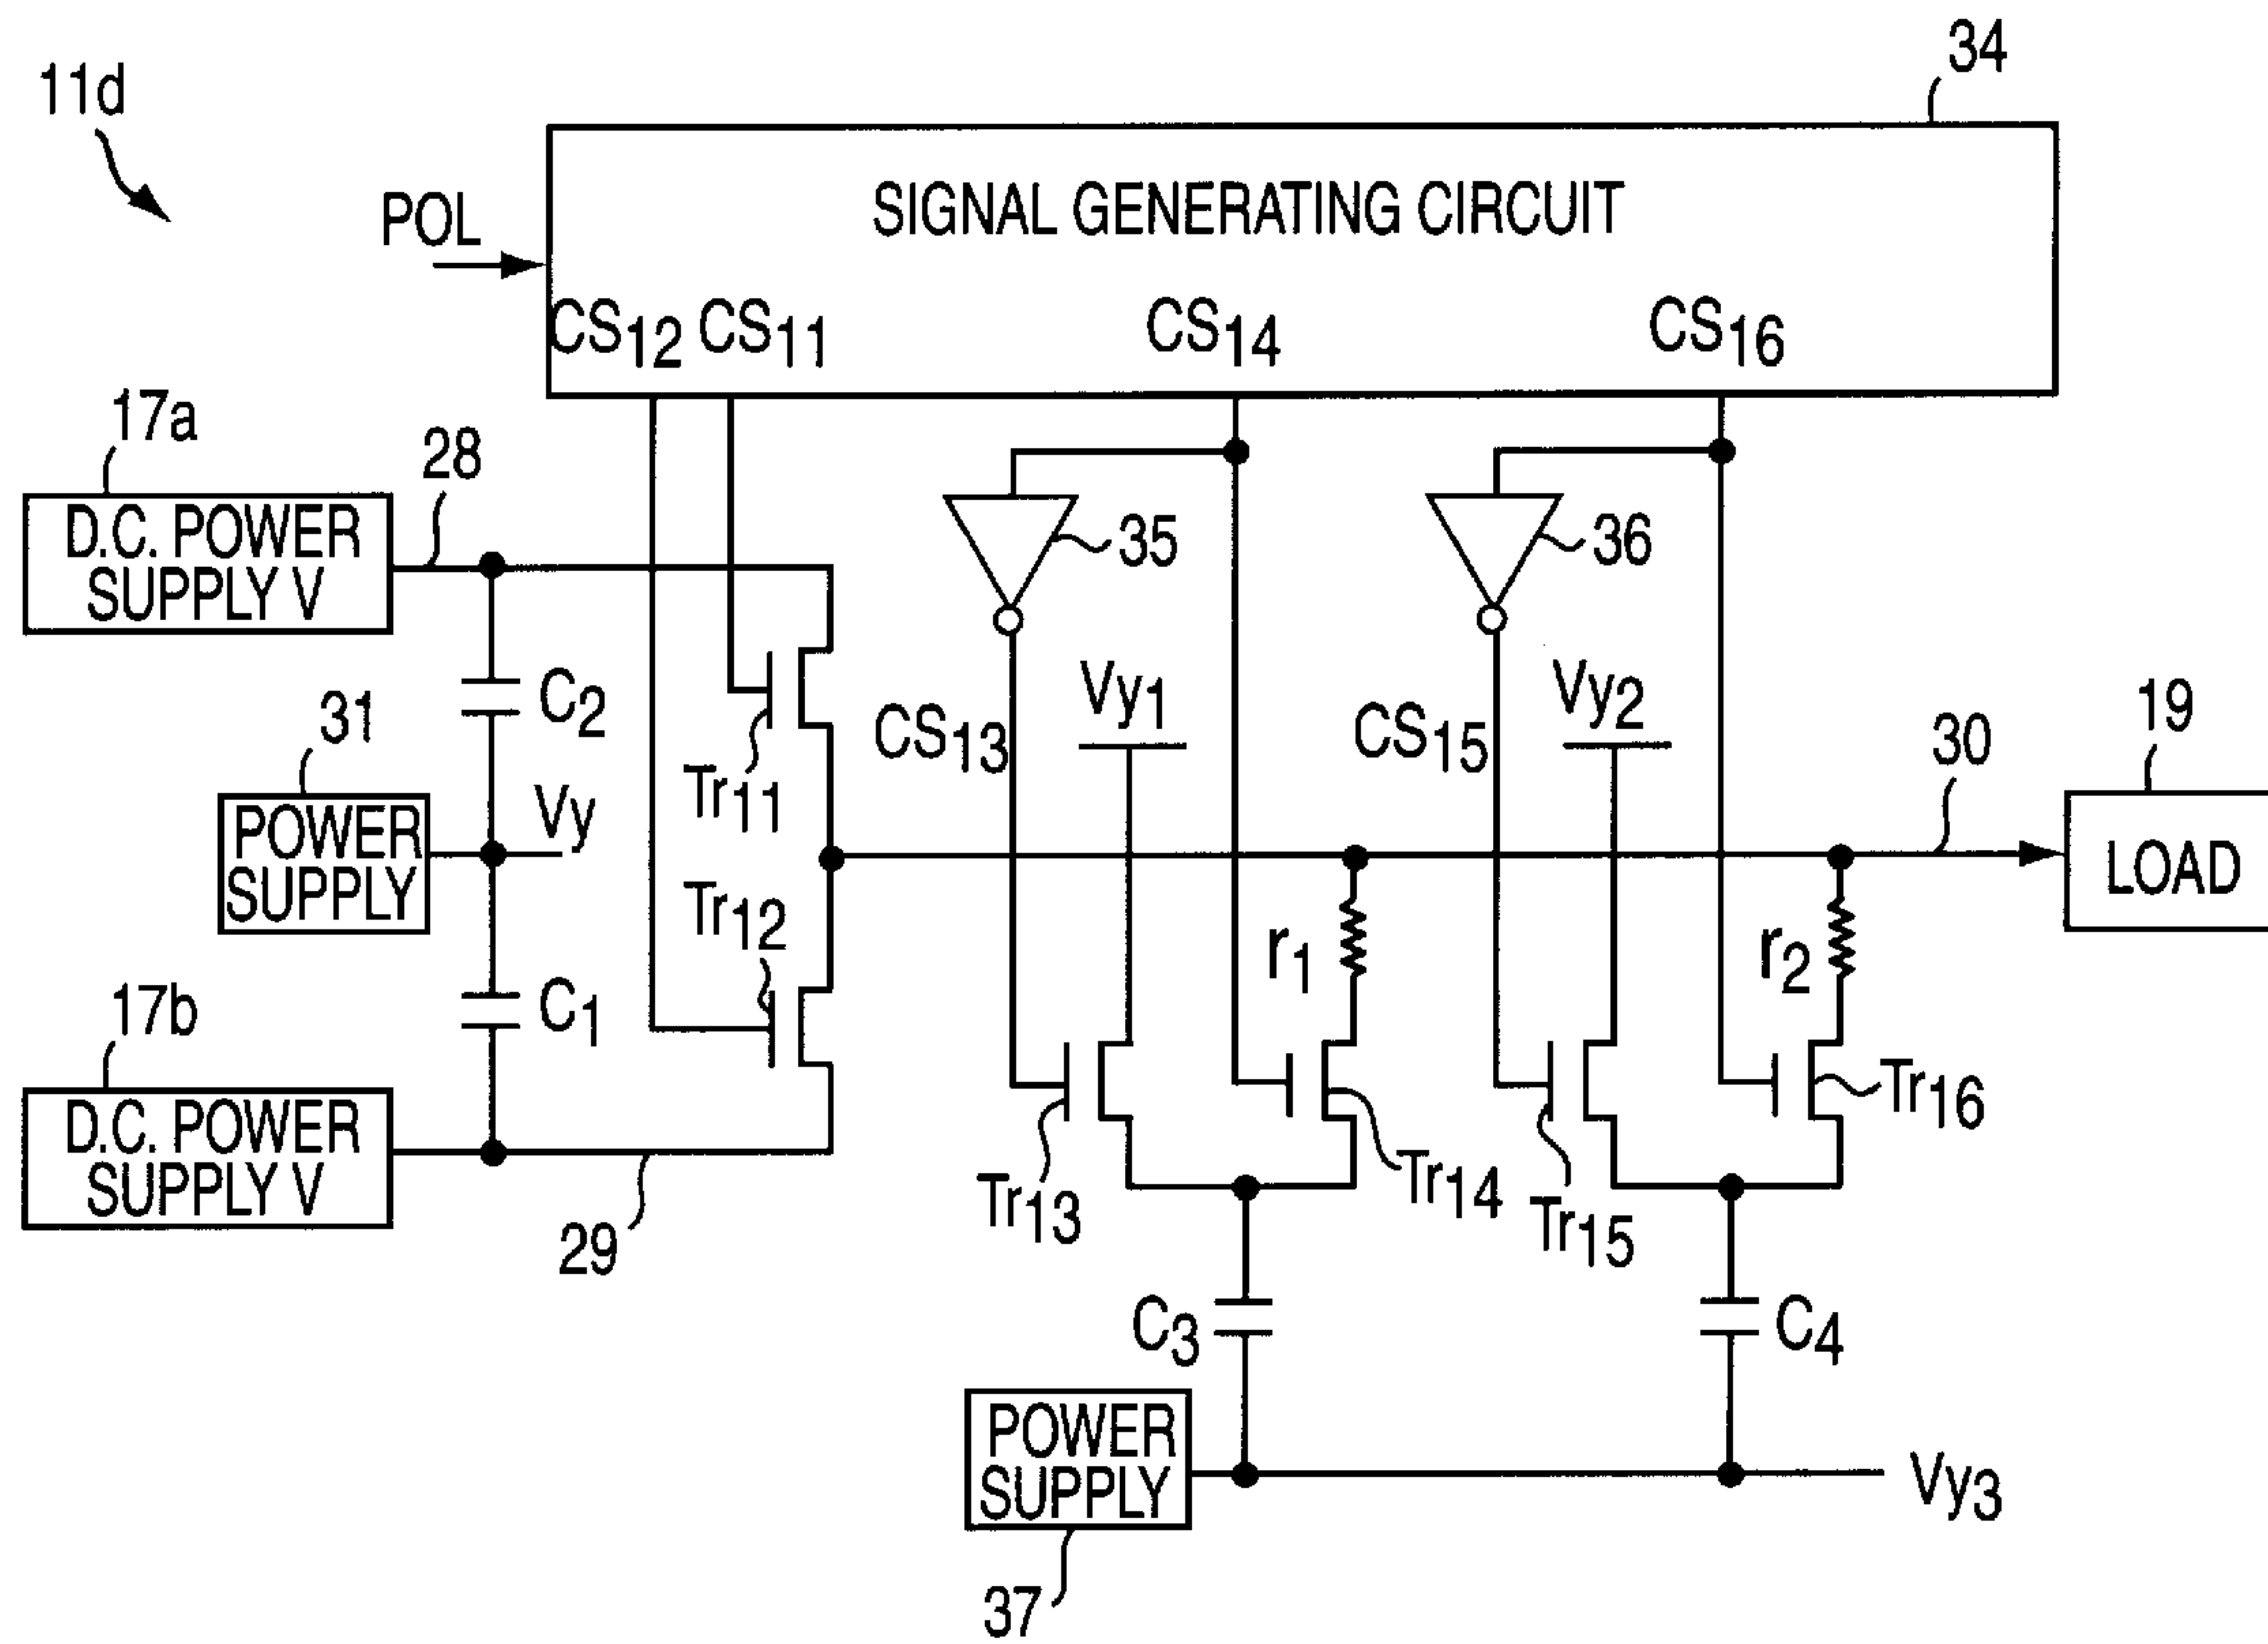 34
11d
SIGNAL GENERATING CIRCUIT
POL
CS12 CS11 CS14 CS16
17a
28
D.C. POWER
SUPPLY V
35
36
C2
31
Vy1
Vy2
CS13
CS15
19
30
Tr11
Vy
POWER
SUPPLY
LOAD
Tr12
r1
r2
17b
C1
Tr16
D.C. POWER
SUPPLY V
Tr13
Tr14
Tr15
29
C3
C4
POWER
SUPPLY
Vy3
37